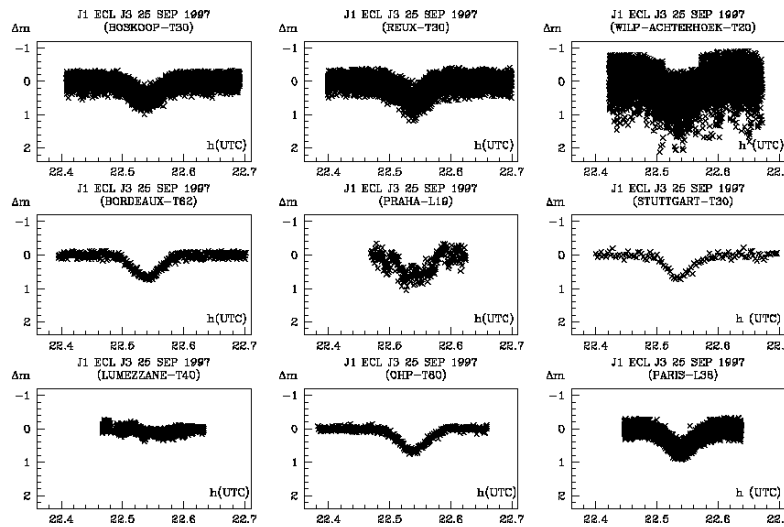 J1 ECL J3 25 SEP 1997
(BOSKOOP-T30)
Δm
-1
0
1
2
h(UTC)
22.4 22.5 22.6 22.7
J1 ECL J3 25 SEP 1997
(REUX-T30)
Δm
-1
0
1
2
h(UTC)
22.4 22.5 22.6 22.7
J1 ECL J3 25 SEP 1997
(WILP-ACHTERHOEK-T20)
Δm
-1
0
1
2
h(UTC)
22.4 22.5 22.6 22.7
J1 ECL J3 25 SEP 1997
(BORDEAUX-T62)
Δm
-1
0
1
2
h(UTC)
22.4 22.5 22.6 22.7
J1 ECL J3 25 SEP 1997
(PRAHA-L19)
Δm
-1
0
1
2
h(UTC)
22.4 22.5 22.6 22.7
J1 ECL J3 25 SEP 1997
(STUTTGART-T30)
Δm
-1
0
1
2
h(UTC)
22.4 22.5 22.6 22.7
J1 ECL J3 25 SEP 1997
(LUMEZZANE-T40)
Δm
-1
0
1
2
h(UTC)
22.4 22.5 22.6 22.7
J1 ECL J3 25 SEP 1997
(OHP-T80)
Δm
-1
0
1
2
h(UTC)
22.4 22.5 22.6 22.7
J1 ECL J3 25 SEP 1997
(PARIS-L38)
Δm
-1
0
1
2
h(UTC)
22.4 22.5 22.6 22.7